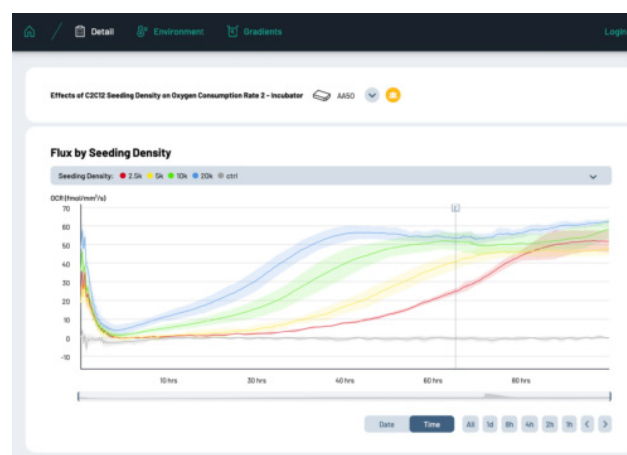 Detail Environment Gradients Login
Effects of C2C12 Seeding Density on Oxygen Consumption Rate 2 - Incubator AA50
Flux by Seeding Density
Seeding Density: 2.5k 5k 10k 20k ctrl
OCR (fmol/mm²/s)
70
60
50
40
30
20
10
0
-10
10 hrs 30 hrs 40 hrs 60 hrs 80 hrs
Date Time All 1d 8h 4h 2h 1h